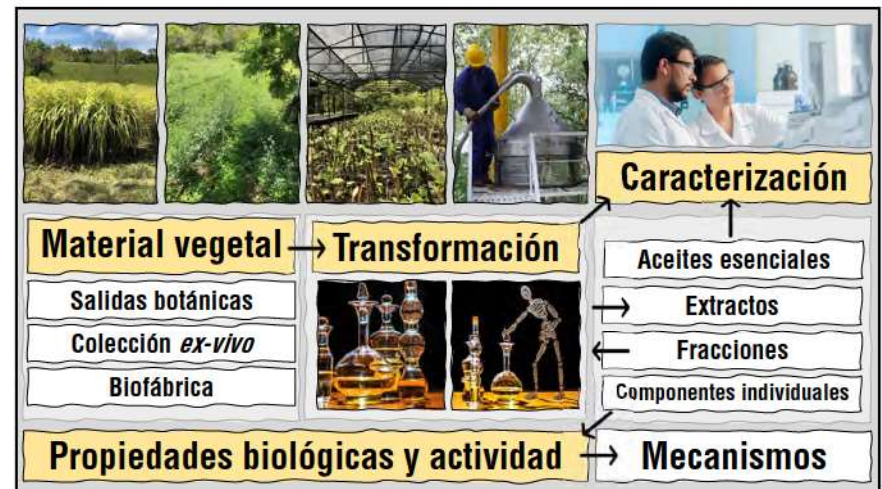 Caracterización
Material vegetal
Transformación
Salidas botánicas
Colección ex-vivo
Biofábrica
Aceites esenciales
Extractos
Fracciones
Componentes individuales
Propiedades biológicas y actividad
Mecanismos